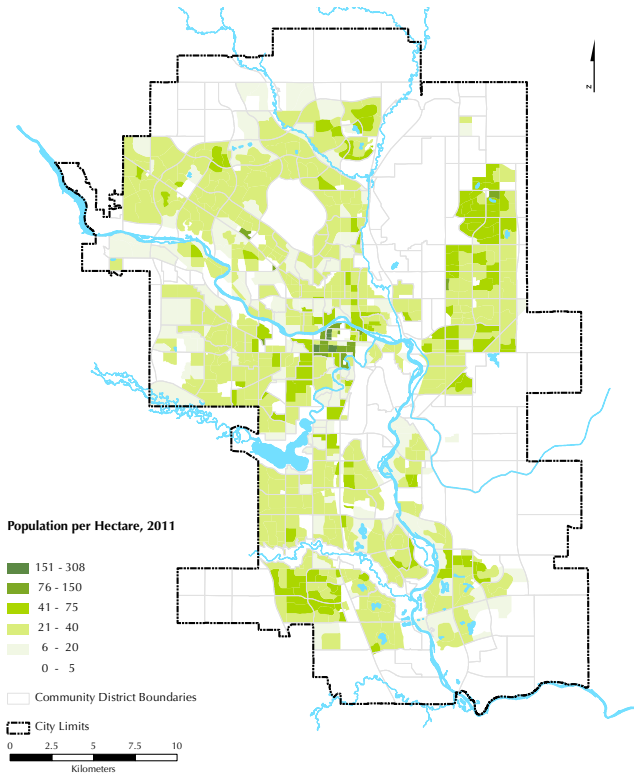 z
Population per Hectare, 2011
151 - 308
76 - 150
41 - 75
21 - 40
6 - 20
0 - 5
Community District Boundaries
City Limits
0 2.5 5 7.5 10
Kilometers